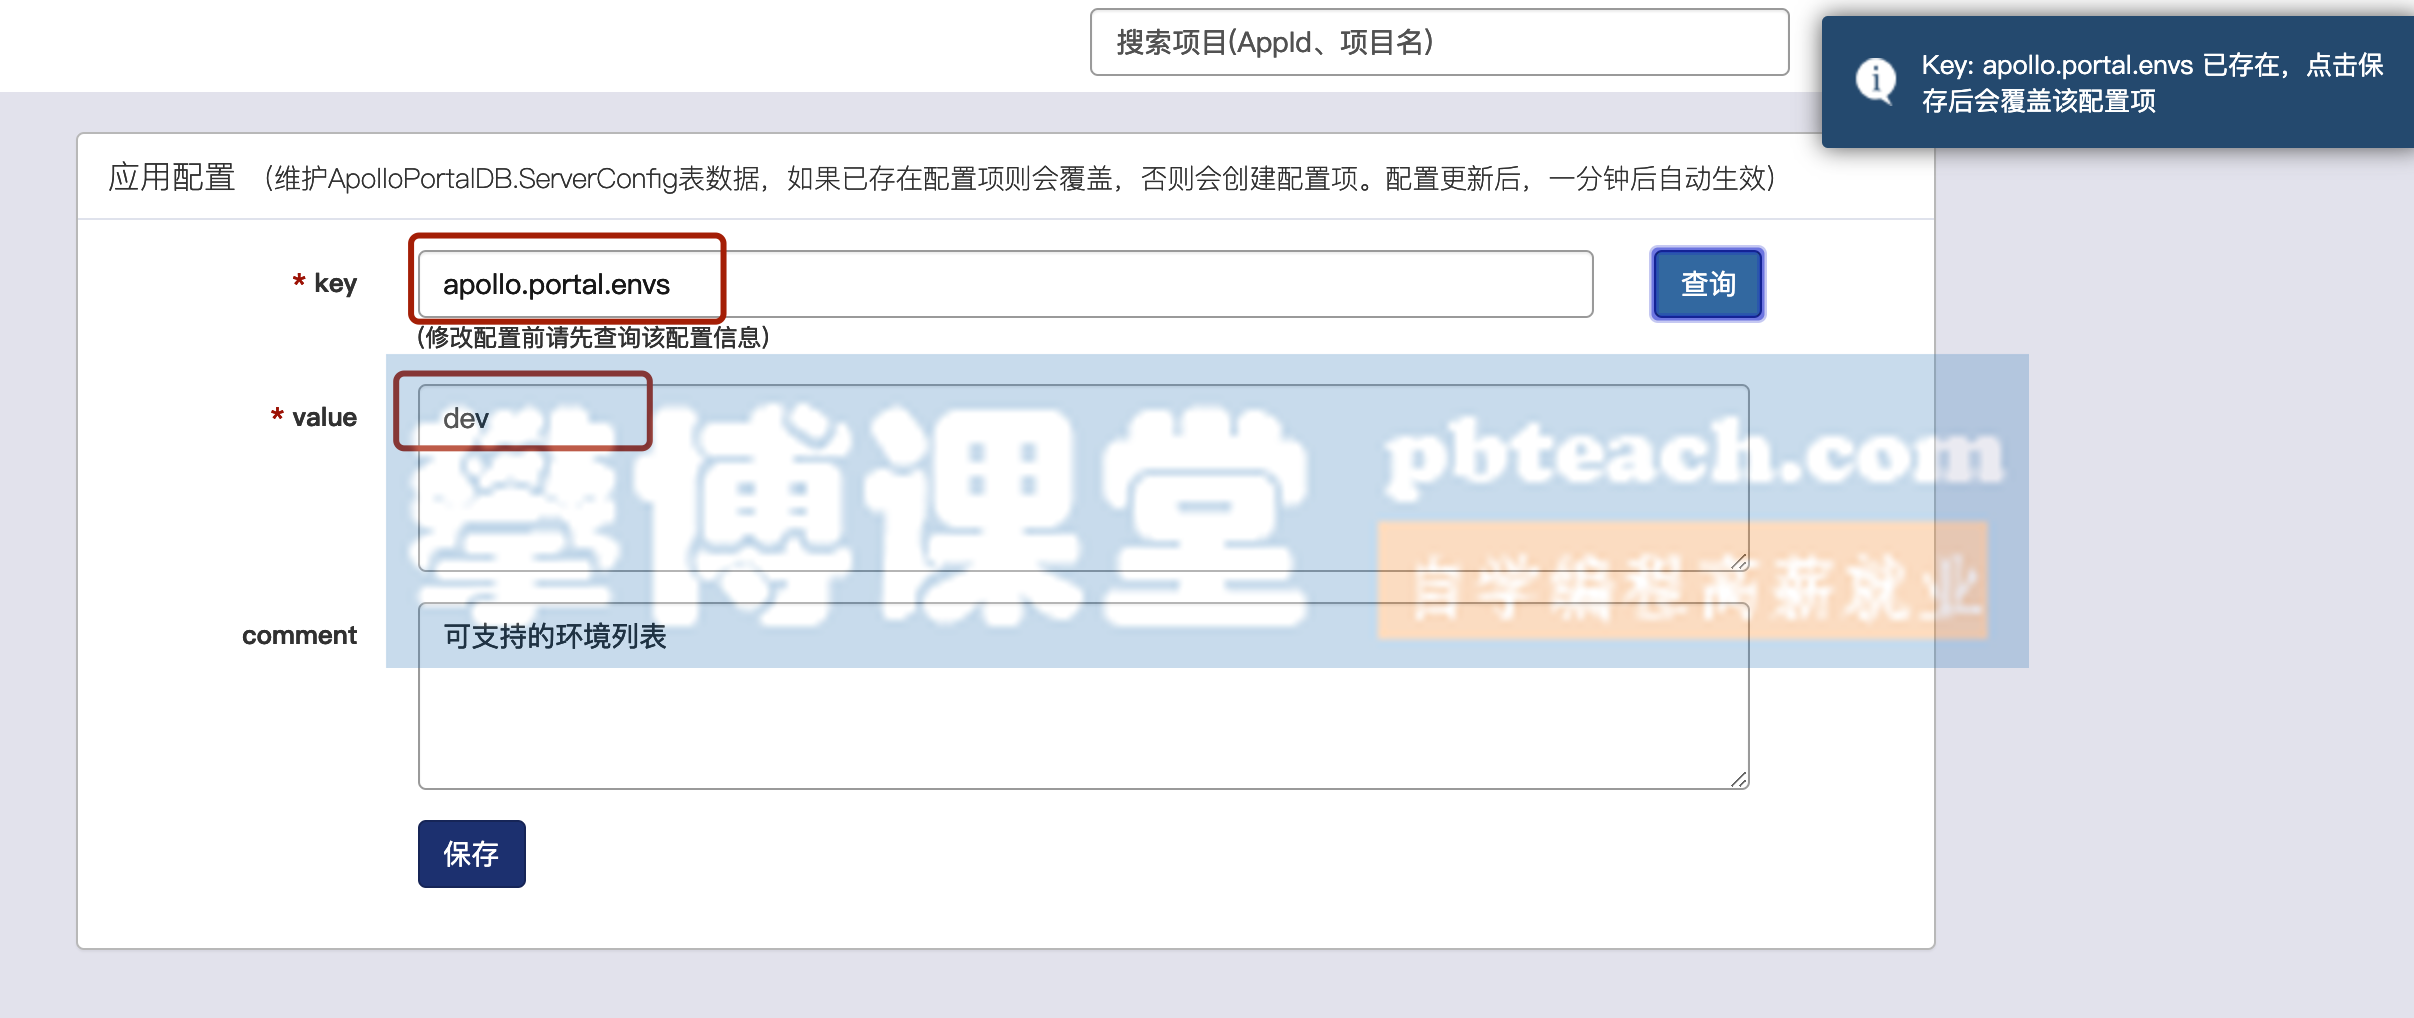 搜索项目(AppId、项目名)
Key: apollo.portal.envs 已存在，点击保
存后会覆盖该配置项
应用配置 （维护ApolloPortalDB.ServerConfig表数据，如果已存在配置项则会覆盖，否则会创建配置项。配置更新后，一分钟后自动生效）
* key apollo.portal.envs 查询
(修改配置前请先查询该配置信息)
* value dev
攀博课堂 pbteach.com
自学编程高薪就业
comment 可支持的环境列表
保存